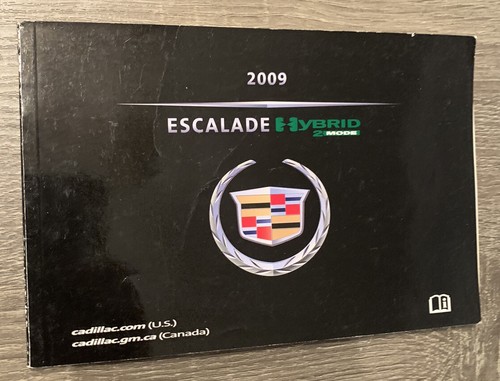 2009
ESCALADE HYBRID
2 MODE
cadillac.com (U.S.)
cadillac.gm.ca (Canada)